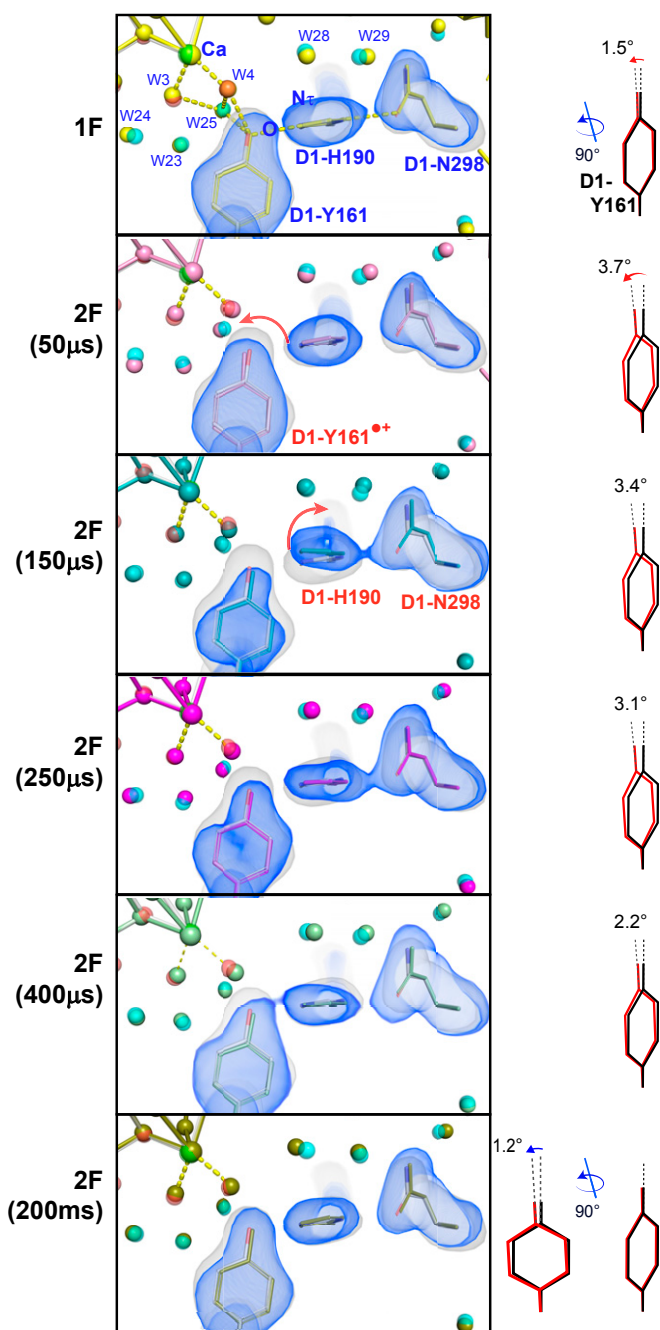 1F
Ca
W3
W4
W24
W25
W23
W28
W29
Nτ
O
D1-H190
D1-N298
D1-Y161
1.5°
90°
D1-
Y161
2F
(50μs)
D1-Y161●+
3.7°
2F
(150μs)
D1-H190
D1-N298
3.4°
2F
(250μs)
3.1°
2F
(400μs)
2.2°
2F
(200ms)
1.2°
90°